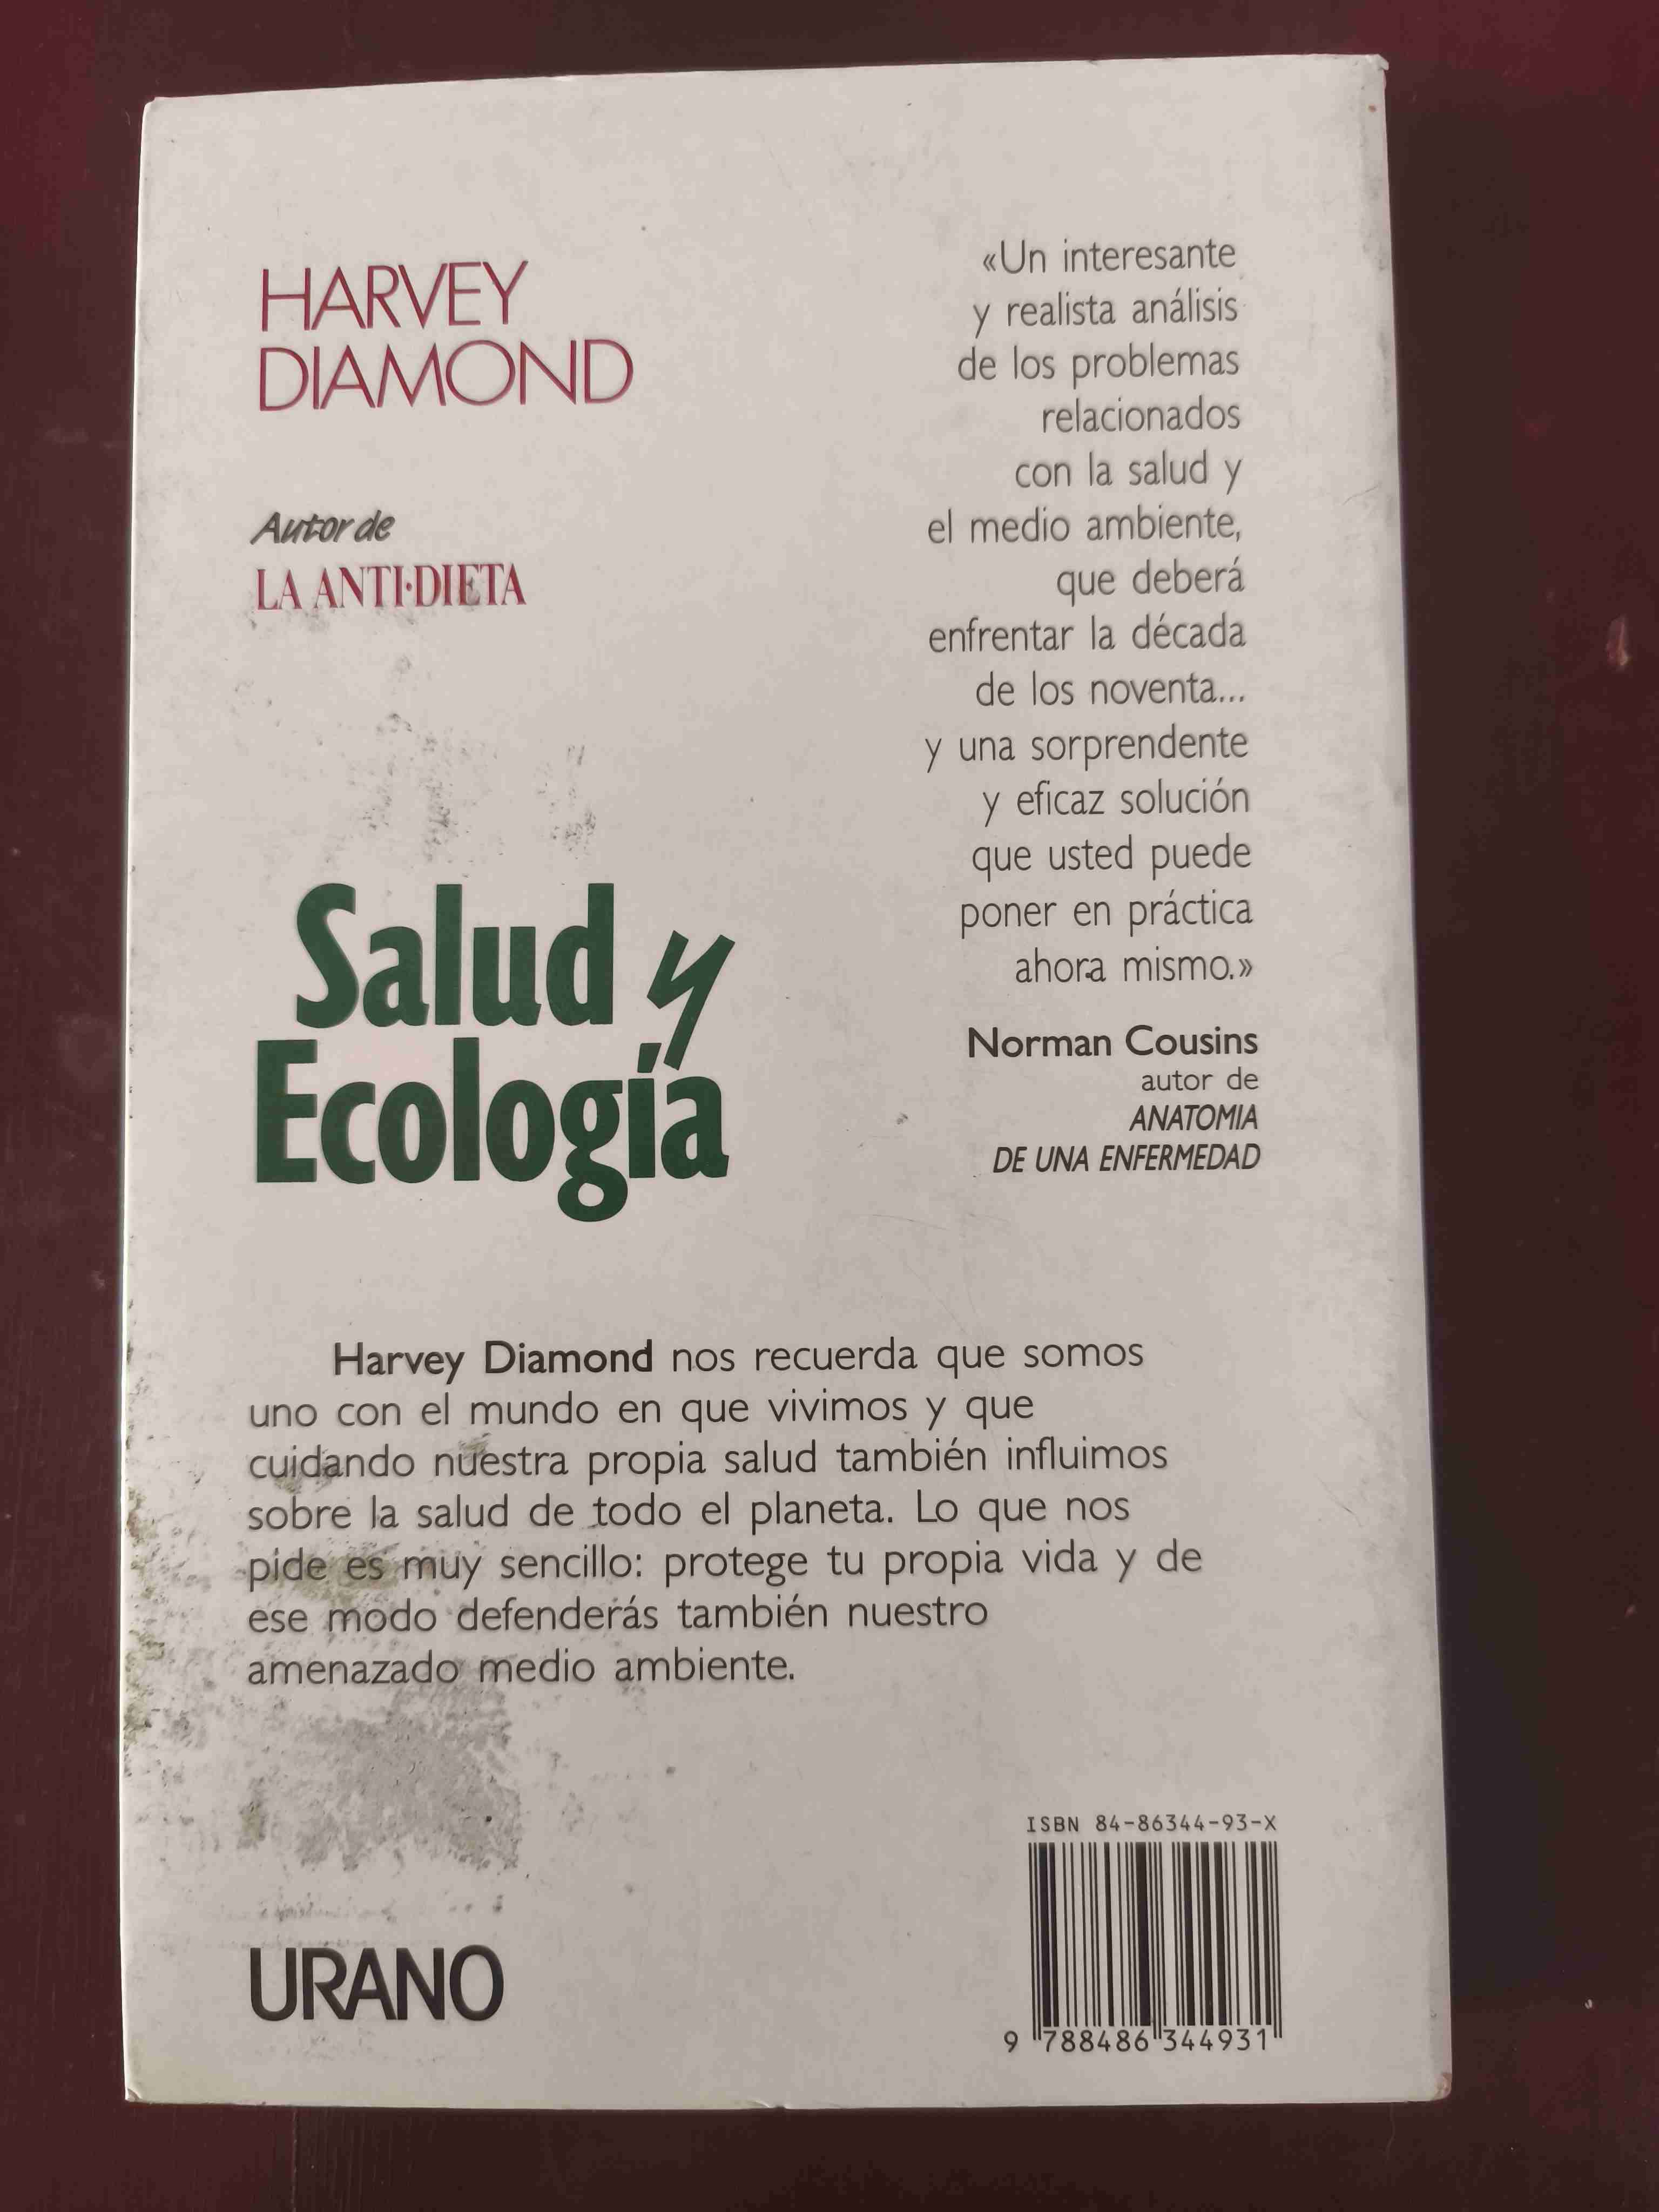 HARVEY
DIAMOND
Autor de
LA ANTI·DIETA
Salud y
Ecología
«Un interesante
y realista análisis
de los problemas
relacionados
con la salud y
el medio ambiente,
que deberá
enfrentar la década
de los noventa...
y una sorprendente
y eficaz solución
que usted puede
poner en práctica
ahora mismo.»
Norman Cousins
autor de
ANATOMIA
DE UNA ENFERMEDAD
Harvey Diamond nos recuerda que somos
uno con el mundo en que vivimos y que
cuidando nuestra propia salud también influimos
sobre la salud de todo el planeta. Lo que nos
pide es muy sencillo: protege tu propia vida y de
ese modo defenderás también nuestro
amenazado medio ambiente.
URANO
ISBN 84-86344-93-X
9 788486 344931